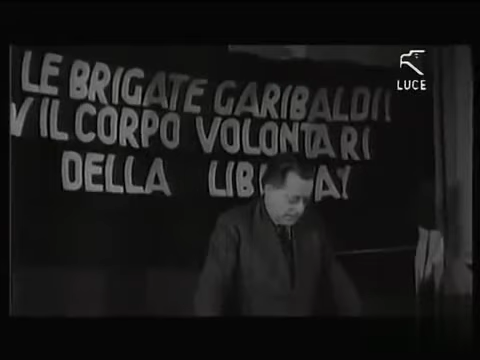 LE BRIGATE GARIBALDI
IL CORPO VOLONTARI
DELLA
LUCE